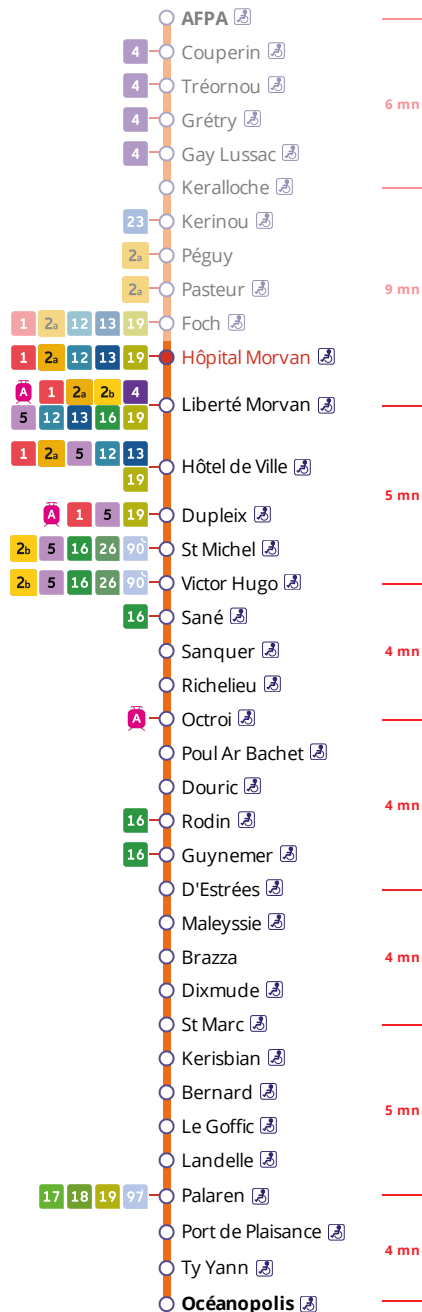 AFPA
4 Couperin
4 Tréornou
6 mn
4 Grétry
4 Gay Lussac
Keralloche
23 Kerinou
2a Péguy
2a Pasteur
9 mn
1 2a 12 13 19 Foch
1 2a 12 13 19 Hôpital Morvan
A 1 2a 2b 4
5 12 13 16 19
Liberté Morvan
1 2a 5 12 13
19
Hôtel de Ville
5 mn
A 1 5 19 Dupleix
2b 5 16 26 90 St Michel
2b 5 16 26 90 Victor Hugo
16 Sané
Sanquer
4 mn
Richelieu
A Octroi
Poul Ar Bachet
Douric
4 mn
16 Rodin
16 Guynemer
D'Estrées
Maleyssie
Brazza
4 mn
Dixmude
St Marc
Kerisbian
Bernard
5 mn
Le Goffic
Landelle
17 18 19 97 Palaren
Port de Plaisance
4 mn
Ty Yann
Océanopolis